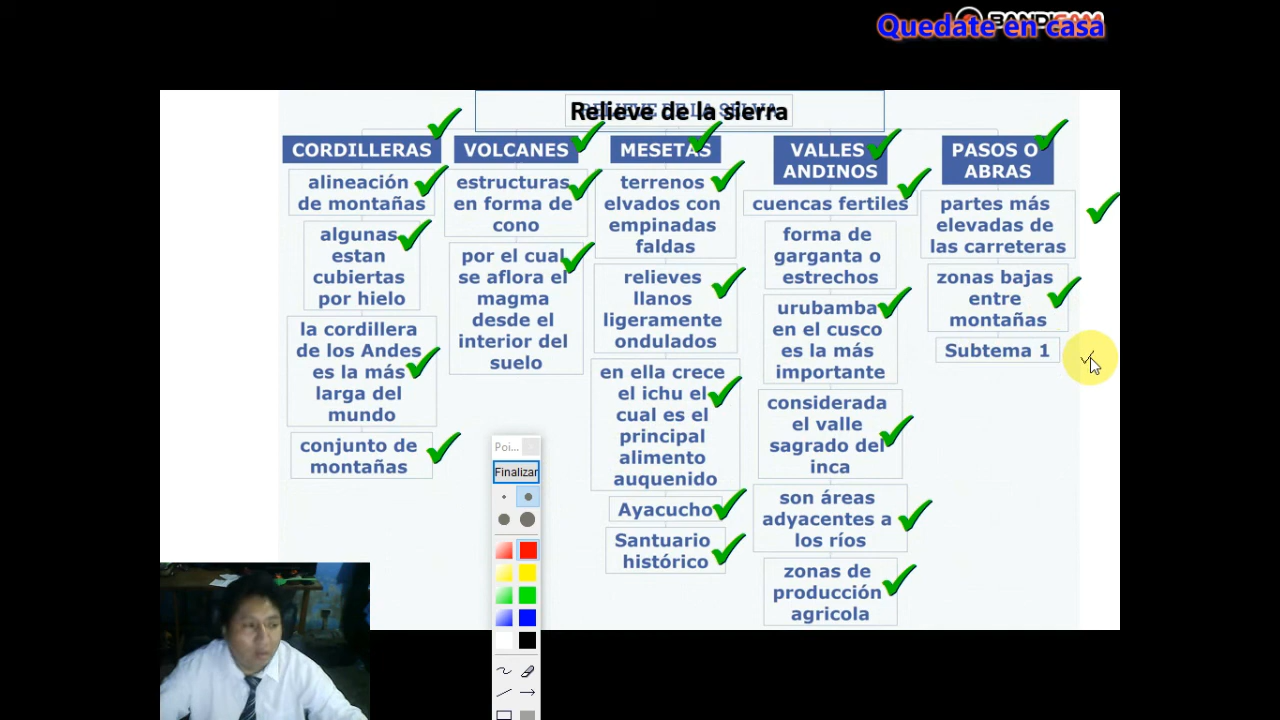 BANDICAM
Quedate en casa
Relieve de la sierra
CORDILLERAS
alineación
de montañas
algunas
estan
cubiertas
por hielo
la cordillera
de los Andes
es la más
larga del
mundo
conjunto de
montañas
VOLCANES
estructuras
en forma de
cono
por el cual
se aflora el
magma
desde el
interior del
suelo
MESETAS
terrenos
elvados con
empinadas
faldas
relieves
llanos
ligeramente
ondulados
en ella crece
el ichu el
cual es el
principal
alimento
auquenido
Ayacucho
Santuario
histórico
VALLES
ANDINOS
cuencas fertiles
forma de
garganta o
estrechos
urubamba
en el cusco
es la más
importante
considerada
el valle
sagrado del
inca
son áreas
adyacentes a
los ríos
zonas de
producción
agricola
PASOS O
ABRAS
partes más
elevadas de
las carreteras
zonas bajas
entre
montañas
Subtema 1
Poi...
Finalizar